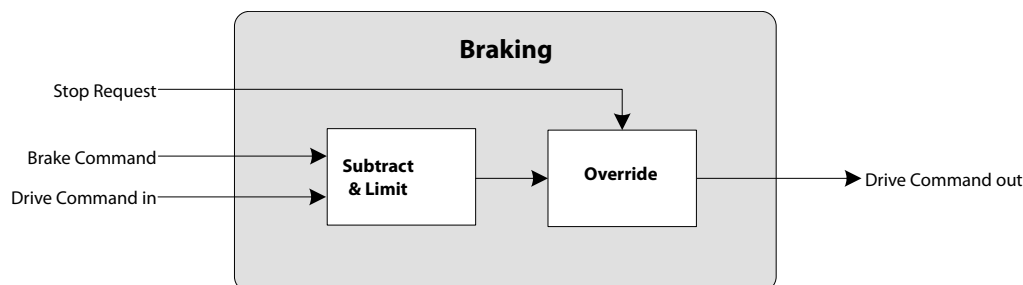 Braking
Stop Request
Brake Command
Drive Command in
Subtract
& Limit
Override
Drive Command out